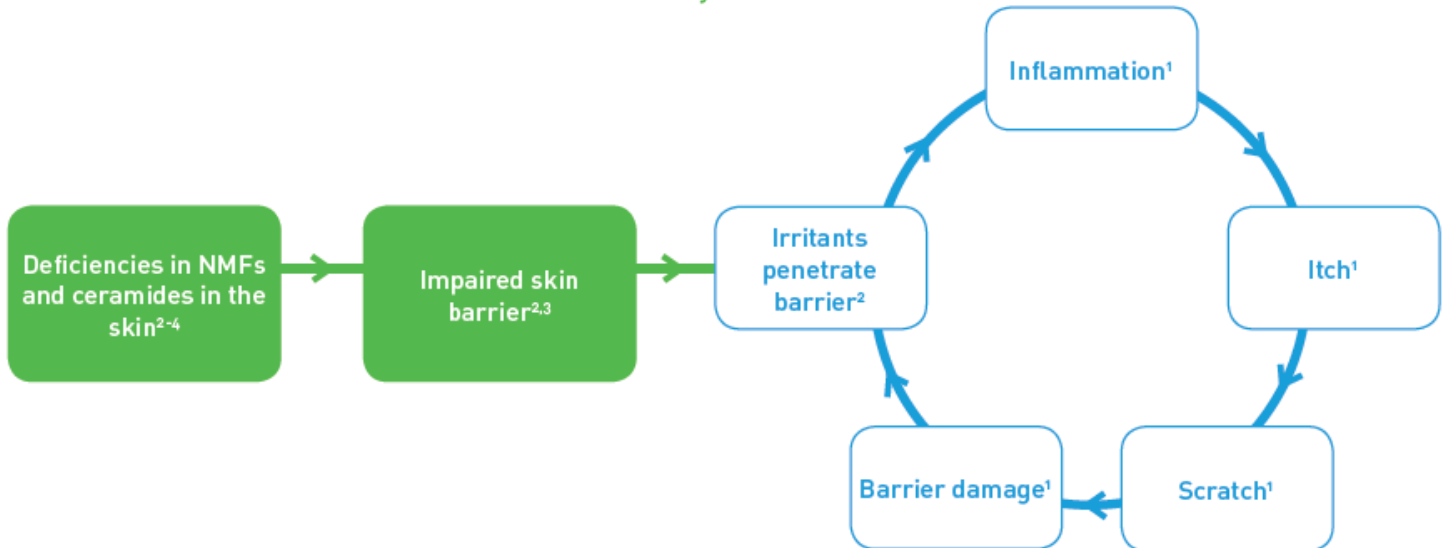 Deficiencies in NMFs
and ceramides in the
skin²⁻⁴
Impaired skin
barrier²,³
Irritants
penetrate
barrier²
Inflammation¹
Itch¹
Scratch¹
Barrier damage¹